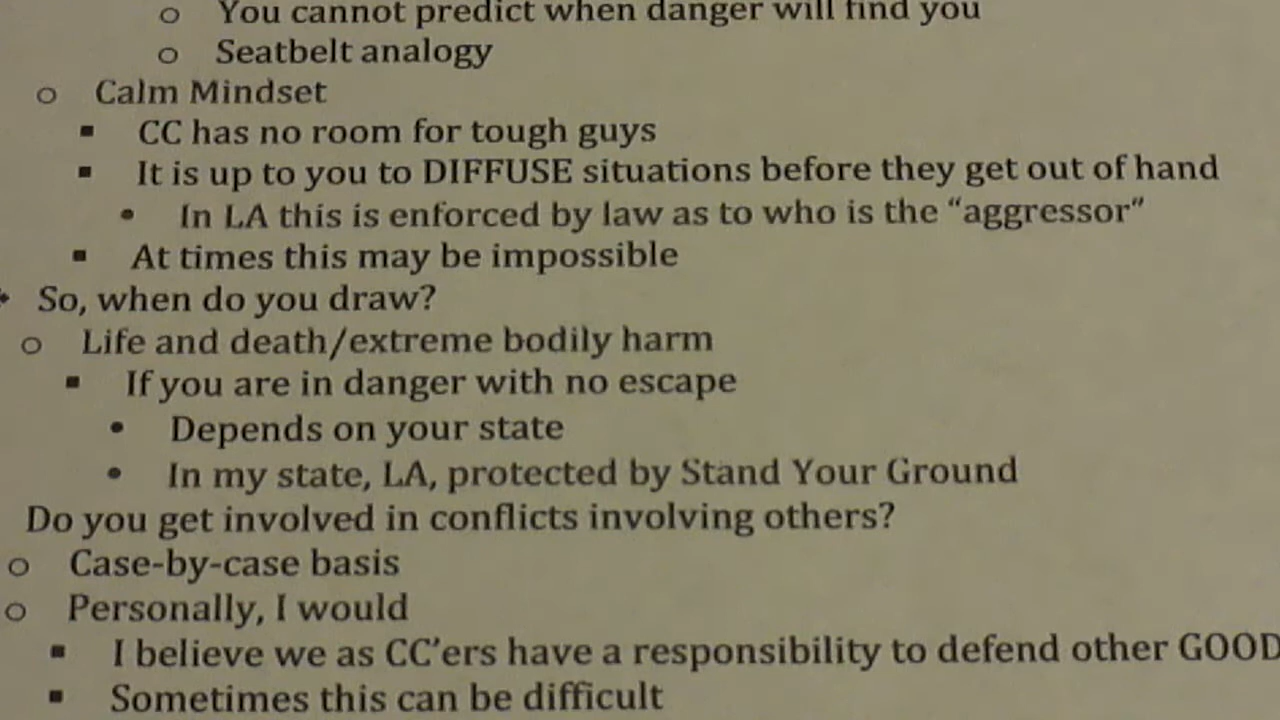 o You cannot predict when danger will find you
o Seatbelt analogy
o Calm Mindset
▪ CC has no room for tough guys
▪ It is up to you to DIFFUSE situations before they get out of hand
• In LA this is enforced by law as to who is the “aggressor”
▪ At times this may be impossible
So, when do you draw?
o Life and death/extreme bodily harm
▪ If you are in danger with no escape
• Depends on your state
• In my state, LA, protected by Stand Your Ground
Do you get involved in conflicts involving others?
o Case-by-case basis
o Personally, I would
▪ I believe we as CC’ers have a responsibility to defend other GOOD
▪ Sometimes this can be difficult